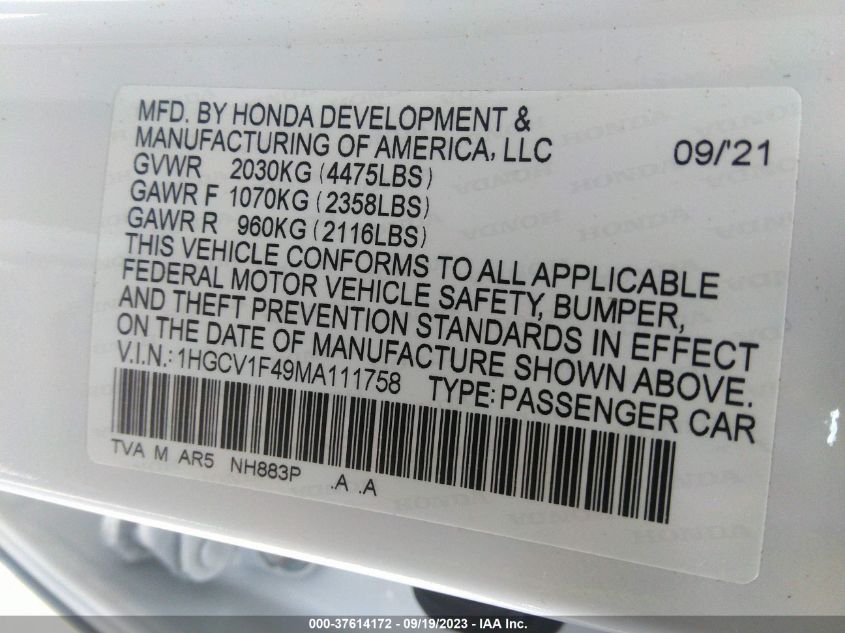 MFD. BY HONDA DEVELOPMENT &
MANUFACTURING OF AMERICA, LLC 09/'21
GVWR 2030KG (4475LBS)
GAWR F 1070KG (2358LBS)
GAWR R 960KG (2116LBS)
THIS VEHICLE CONFORMS TO ALL APPLICABLE
FEDERAL MOTOR VEHICLE SAFETY, BUMPER,
AND THEFT PREVENTION STANDARDS IN EFFECT
ON THE DATE OF MANUFACTURE SHOWN ABOVE.
V.I.N.: 1HGCV1F49MA111758 TYPE: PASSENGER CAR
TVA M AR5 NH883P .A .A
000-37614172 - 09/19/2023 - IAA Inc.